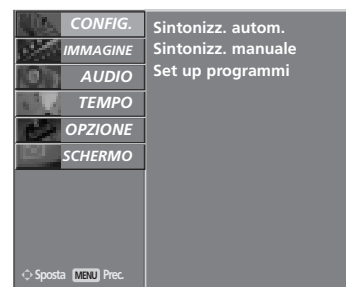 CONFIG.
IMMAGINE
AUDIO
TEMPO
OPZIONE
SCHERMO
Sintonizz. autom.
Sintonizz. manuale
Set up programmi
Sposta MENU Prec.